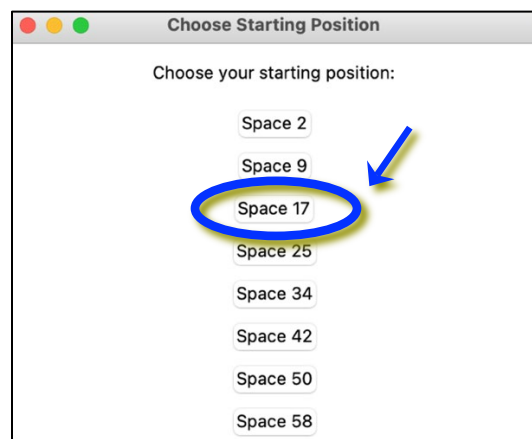 Choose Starting Position
Choose your starting position:
Space 2
Space 9
Space 17
Space 25
Space 34
Space 42
Space 50
Space 58